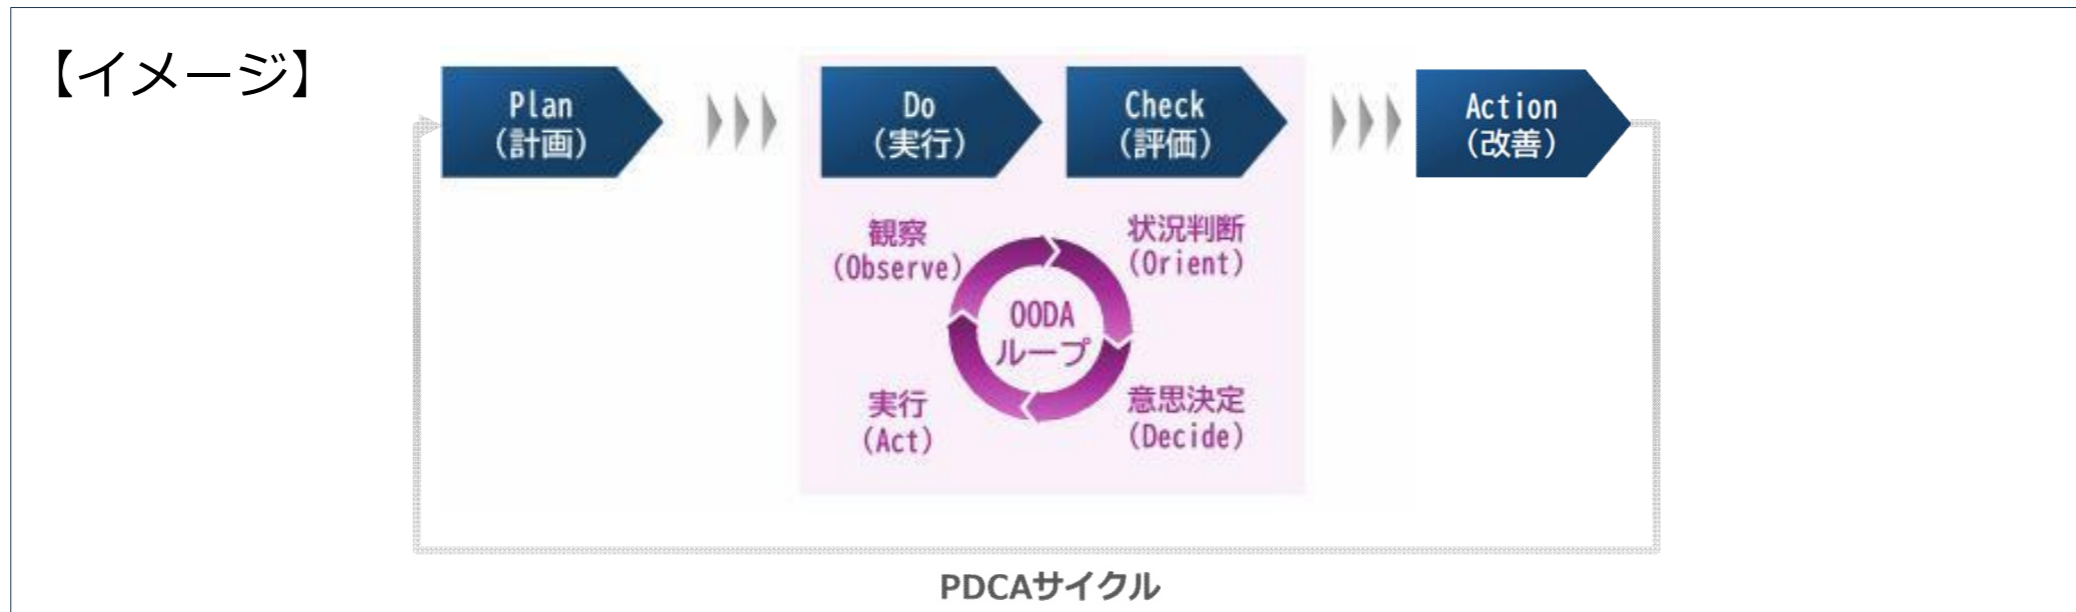 【イメージ】
Plan
（計画）
Do
（実行）
Check
（評価）
Action
（改善）
観察
(Observe)
状況判断
(Orient)
OODA
ループ
実行
(Act)
意思決定
(Decide)
PDCAサイクル